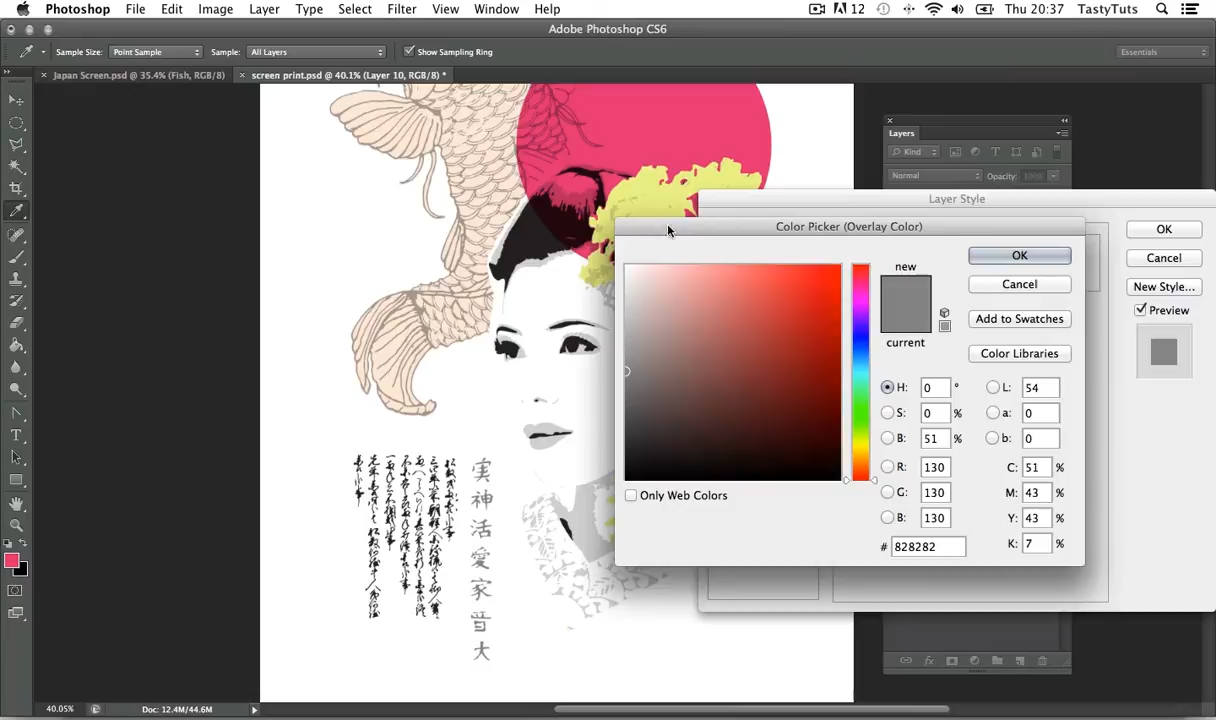 Photoshop File Edit Image Layer Type Select Filter View Window Help 12 Thu 20:37 TastyTuts
Adobe Photoshop CS6
Sample Size: Point Sample Sample: All Layers Show Sampling Ring Essentials
× Japan Screen.psd @ 35.4% (Fish, RGB/8) × screen print.psd @ 40.1% (Layer 10, RGB/8) *
Layers
Kind
Normal Opacity: 100%
Layer Style
OK
Cancel
New Style...
Preview
Color Picker (Overlay Color)
new
current
OK
Cancel
Add to Swatches
Color Libraries
H: 0 °
S: 0 %
B: 51 %
R: 130
G: 130
B: 130
# 828282
L: 54
a: 0
b: 0
C: 51 %
M: 43 %
Y: 43 %
K: 7 %
Only Web Colors
実
神
活
愛
家
晋
大
40.05% Doc: 12.4M/44.6M